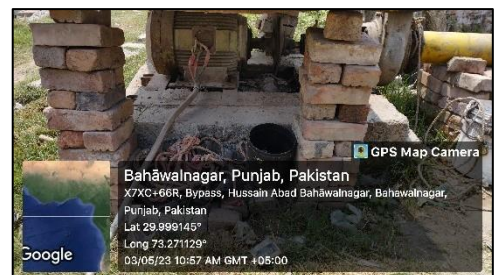 GPS Map Camera
Bahāwalnagar, Punjab, Pakistan
X7XC+66R, Bypass, Hussain Abad Bahāwalnagar, Bahawalnagar,
Punjab, Pakistan
Lat 29.999145°
Long 73.271129°
03/05/23 10:57 AM GMT +05:00
Google